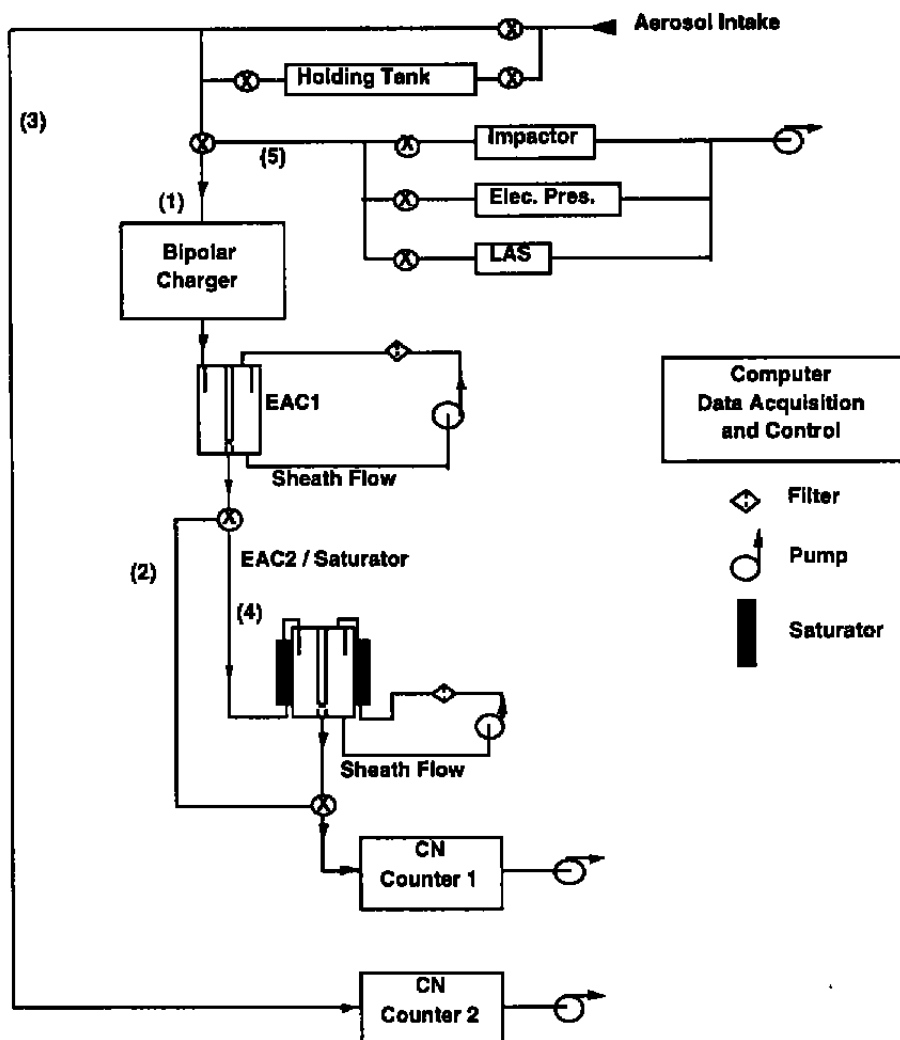 Aerosol Intake
Holding Tank
(3)
(5)
Impactor
(1)
Elec. Pres.
Bipolar
Charger
LAS
EAC1
Computer
Data Acquisition
and Control
Sheath Flow
Filter
(2)
EAC2 / Saturator
Pump
(4)
Saturator
Sheath Flow
CN
Counter 1
CN
Counter 2